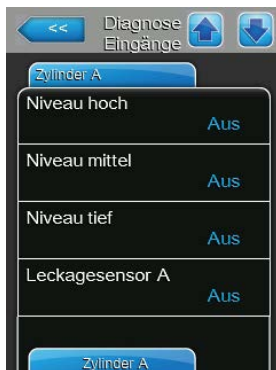 <<
Diagnose
Eingänge
Zylinder A
Niveau hoch
Aus
Niveau mittel
Aus
Niveau tief
Aus
Leckagesensor A
Aus
Zylinder A